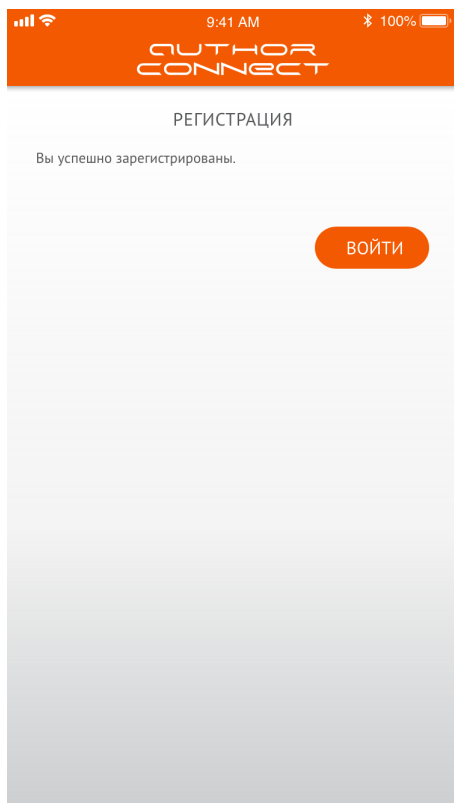 9:41 AM
100%
AUTHOR
CONNECT
РЕГИСТРАЦИЯ
Вы успешно зарегистрированы.
ВОЙТИ